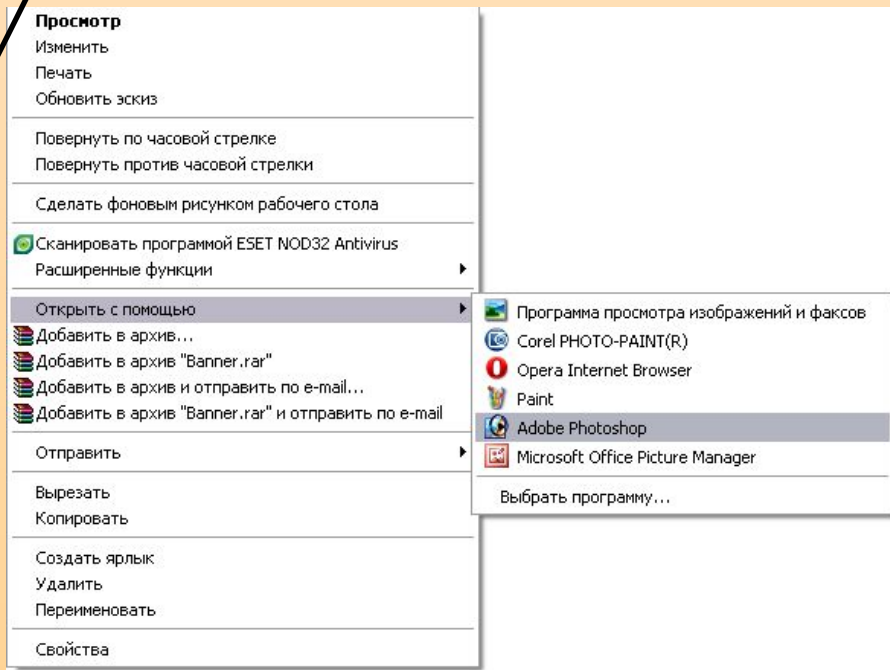 Просмотр
Изменить
Печать
Обновить эскиз
Повернуть по часовой стрелке
Повернуть против часовой стрелки
Сделать фоновым рисунком рабочего стола
Сканировать программой ESET NOD32 Antivirus
Расширенные функции
Открыть с помощью
Добавить в архив...
Добавить в архив "Banner.rar"
Добавить в архив и отправить по e-mail...
Добавить в архив "Banner.rar" и отправить по e-mail
Отправить
Вырезать
Копировать
Создать ярлык
Удалить
Переименовать
Свойства
Программа просмотра изображений и факсов
Corel PHOTO-PAINT(R)
Opera Internet Browser
Paint
Adobe Photoshop
Microsoft Office Picture Manager
Выбрать программу...